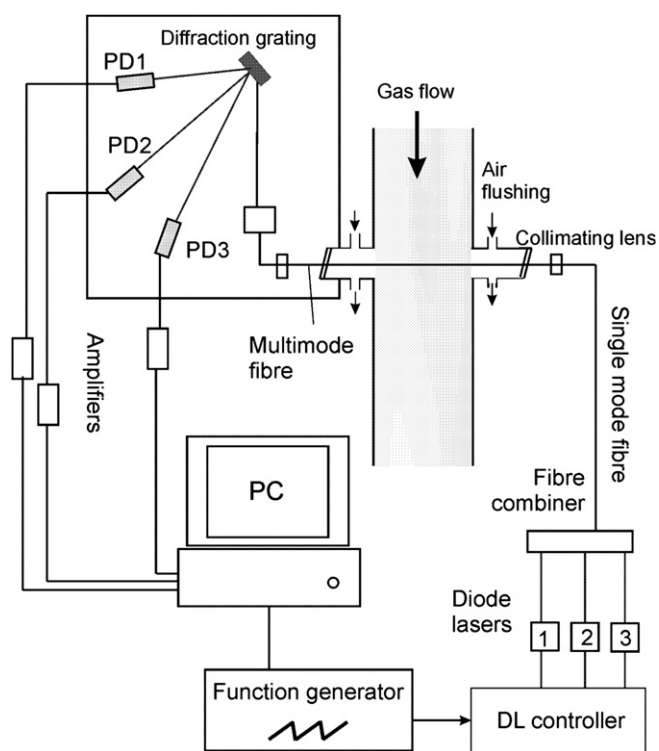 Diffraction grating
PD1
PD2
PD3
Gas flow
Air
flushing
Collimating lens
Multimode
fibre
Single mode fibre
Amplifiers
PC
Fibre
combiner
Diode
lasers
1
2
3
Function generator
DL controller